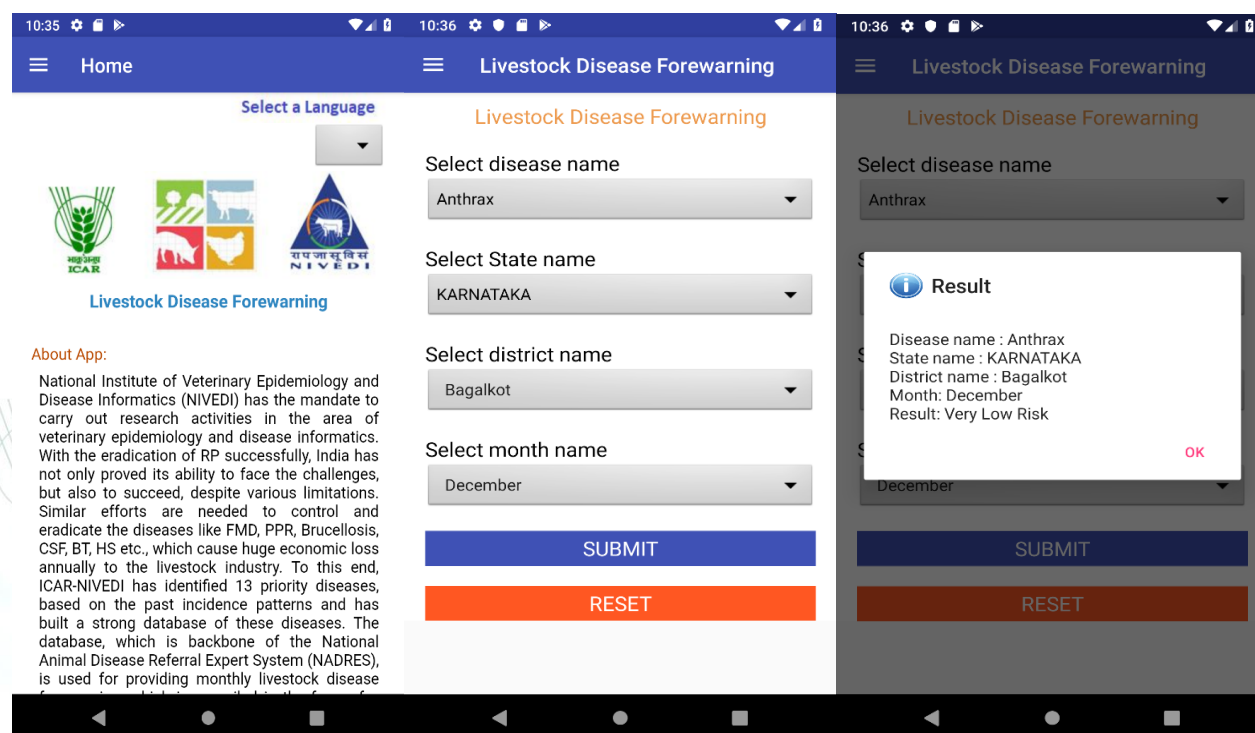 10:35
Home
Select a Language
ICAR
NIVEDI
Livestock Disease Forewarning
About App:
National Institute of Veterinary Epidemiology and
Disease Informatics (NIVEDI) has the mandate to
carry out research activities in the area of
veterinary epidemiology and disease informatics.
With the eradication of RP successfully, India has
not only proved its ability to face the challenges,
but also to succeed, despite various limitations.
Similar efforts are needed to control and
eradicate the diseases like FMD, PPR, Brucellosis,
CSF, BT, HS etc., which cause huge economic loss
annually to the livestock industry. To this end,
ICAR-NIVEDI has identified 13 priority diseases,
based on the past incidence patterns and has
built a strong database of these diseases. The
database, which is backbone of the National
Animal Disease Referral Expert System (NADRES),
is used for providing monthly livestock disease
10:36
Livestock Disease Forewarning
Livestock Disease Forewarning
Select disease name
Anthrax
Select State name
KARNATAKA
Select district name
Bagalkot
Select month name
December
SUBMIT
RESET
10:36
Livestock Disease Forewarning
Livestock Disease Forewarning
Select disease name
Anthrax
Result
Disease name : Anthrax
State name : KARNATAKA
District name : Bagalkot
Month: December
Result: Very Low Risk
OK
December
SUBMIT
RESET